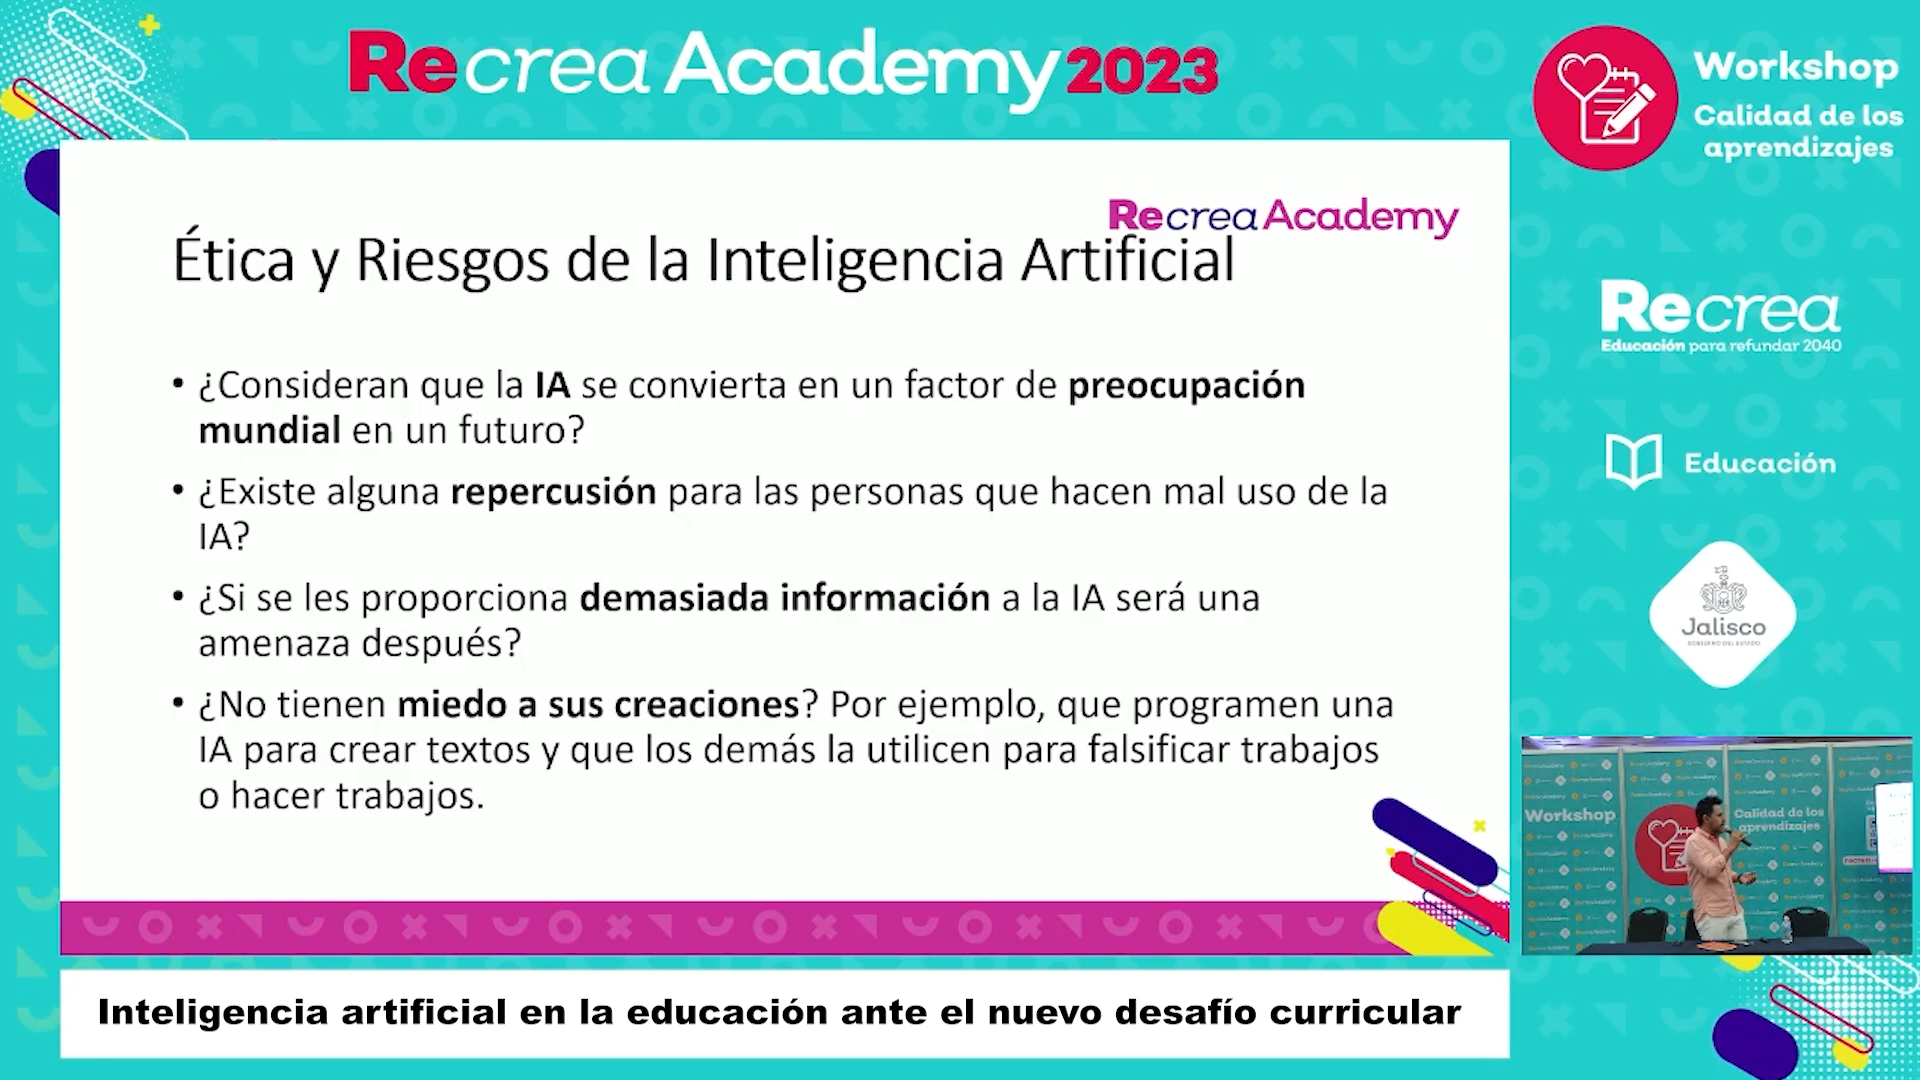 Recrea Academy 2023
Workshop
Calidad de los
aprendizajes
Recrea Academy
Ética y Riesgos de la Inteligencia Artificial
• ¿Consideran que la IA se convierta en un factor de preocupación
mundial en un futuro?
• ¿Existe alguna repercusión para las personas que hacen mal uso de la
IA?
• ¿Si se les proporciona demasiada información a la IA será una
amenaza después?
• ¿No tienen miedo a sus creaciones? Por ejemplo, que programen una
IA para crear textos y que los demás la utilicen para falsificar trabajos
o hacer trabajos.
Recrea
Educación para refundar 2040
Educación
Jalisco
GOBIERNO DEL ESTADO
Workshop
Calidad de los
aprendizajes
Inteligencia artificial en la educación ante el nuevo desafío curricular